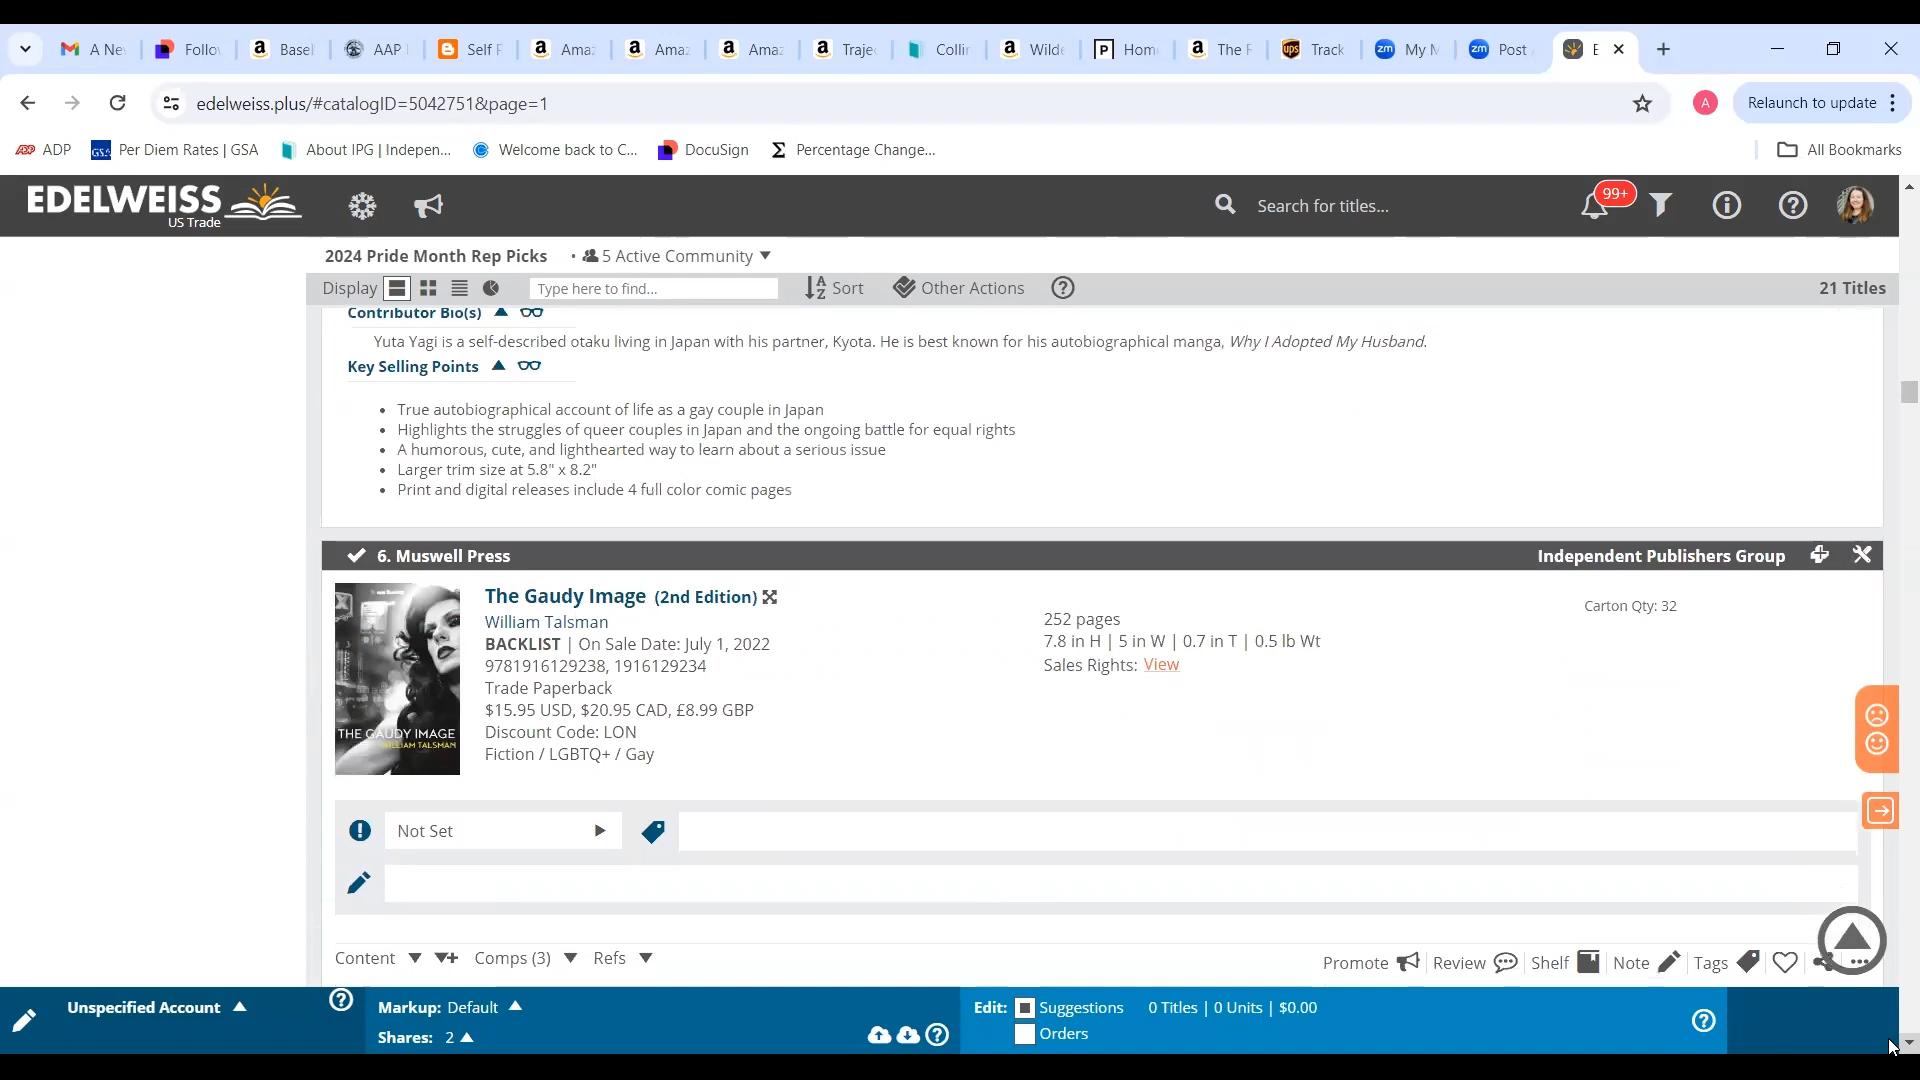 A Ne
Follo
Basel
AAP
Self P
Amaz
Amaz
Amaz
Traje
Collin
Wilde
Hom
The F
Track
My M
Post
E
edelweiss.plus/#catalogID=5042751&page=1
A
Relaunch to update
ADP
Per Diem Rates | GSA
About IPG | Indepen...
Welcome back to C...
DocuSign
Percentage Change...
All Bookmarks
EDELWEISS
US Trade
Search for titles...
99+
2024 Pride Month Rep Picks
• 5 Active Community
Display
Type here to find...
Sort
Other Actions
21 Titles
Contributor Bio(s)
Yuta Yagi is a self-described otaku living in Japan with his partner, Kyota. He is best known for his autobiographical manga, Why I Adopted My Husband.
Key Selling Points
• True autobiographical account of life as a gay couple in Japan
• Highlights the struggles of queer couples in Japan and the ongoing battle for equal rights
• A humorous, cute, and lighthearted way to learn about a serious issue
• Larger trim size at 5.8" x 8.2"
• Print and digital releases include 4 full color comic pages
6. Muswell Press
Independent Publishers Group
THE GAUDY IMAGE
WILLIAM TALSMAN
The Gaudy Image (2nd Edition)
William Talsman
BACKLIST | On Sale Date: July 1, 2022
9781916129238, 1916129234
Trade Paperback
$15.95 USD, $20.95 CAD, £8.99 GBP
Discount Code: LON
Fiction / LGBTQ+ / Gay
252 pages
7.8 in H | 5 in W | 0.7 in T | 0.5 lb Wt
Sales Rights: View
Carton Qty: 32
Not Set
Content
Comps (3)
Refs
Promote
Review
Shelf
Note
Tags
Unspecified Account
Markup: Default
Shares: 2
Edit:
Suggestions
Orders
0 Titles | 0 Units | $0.00